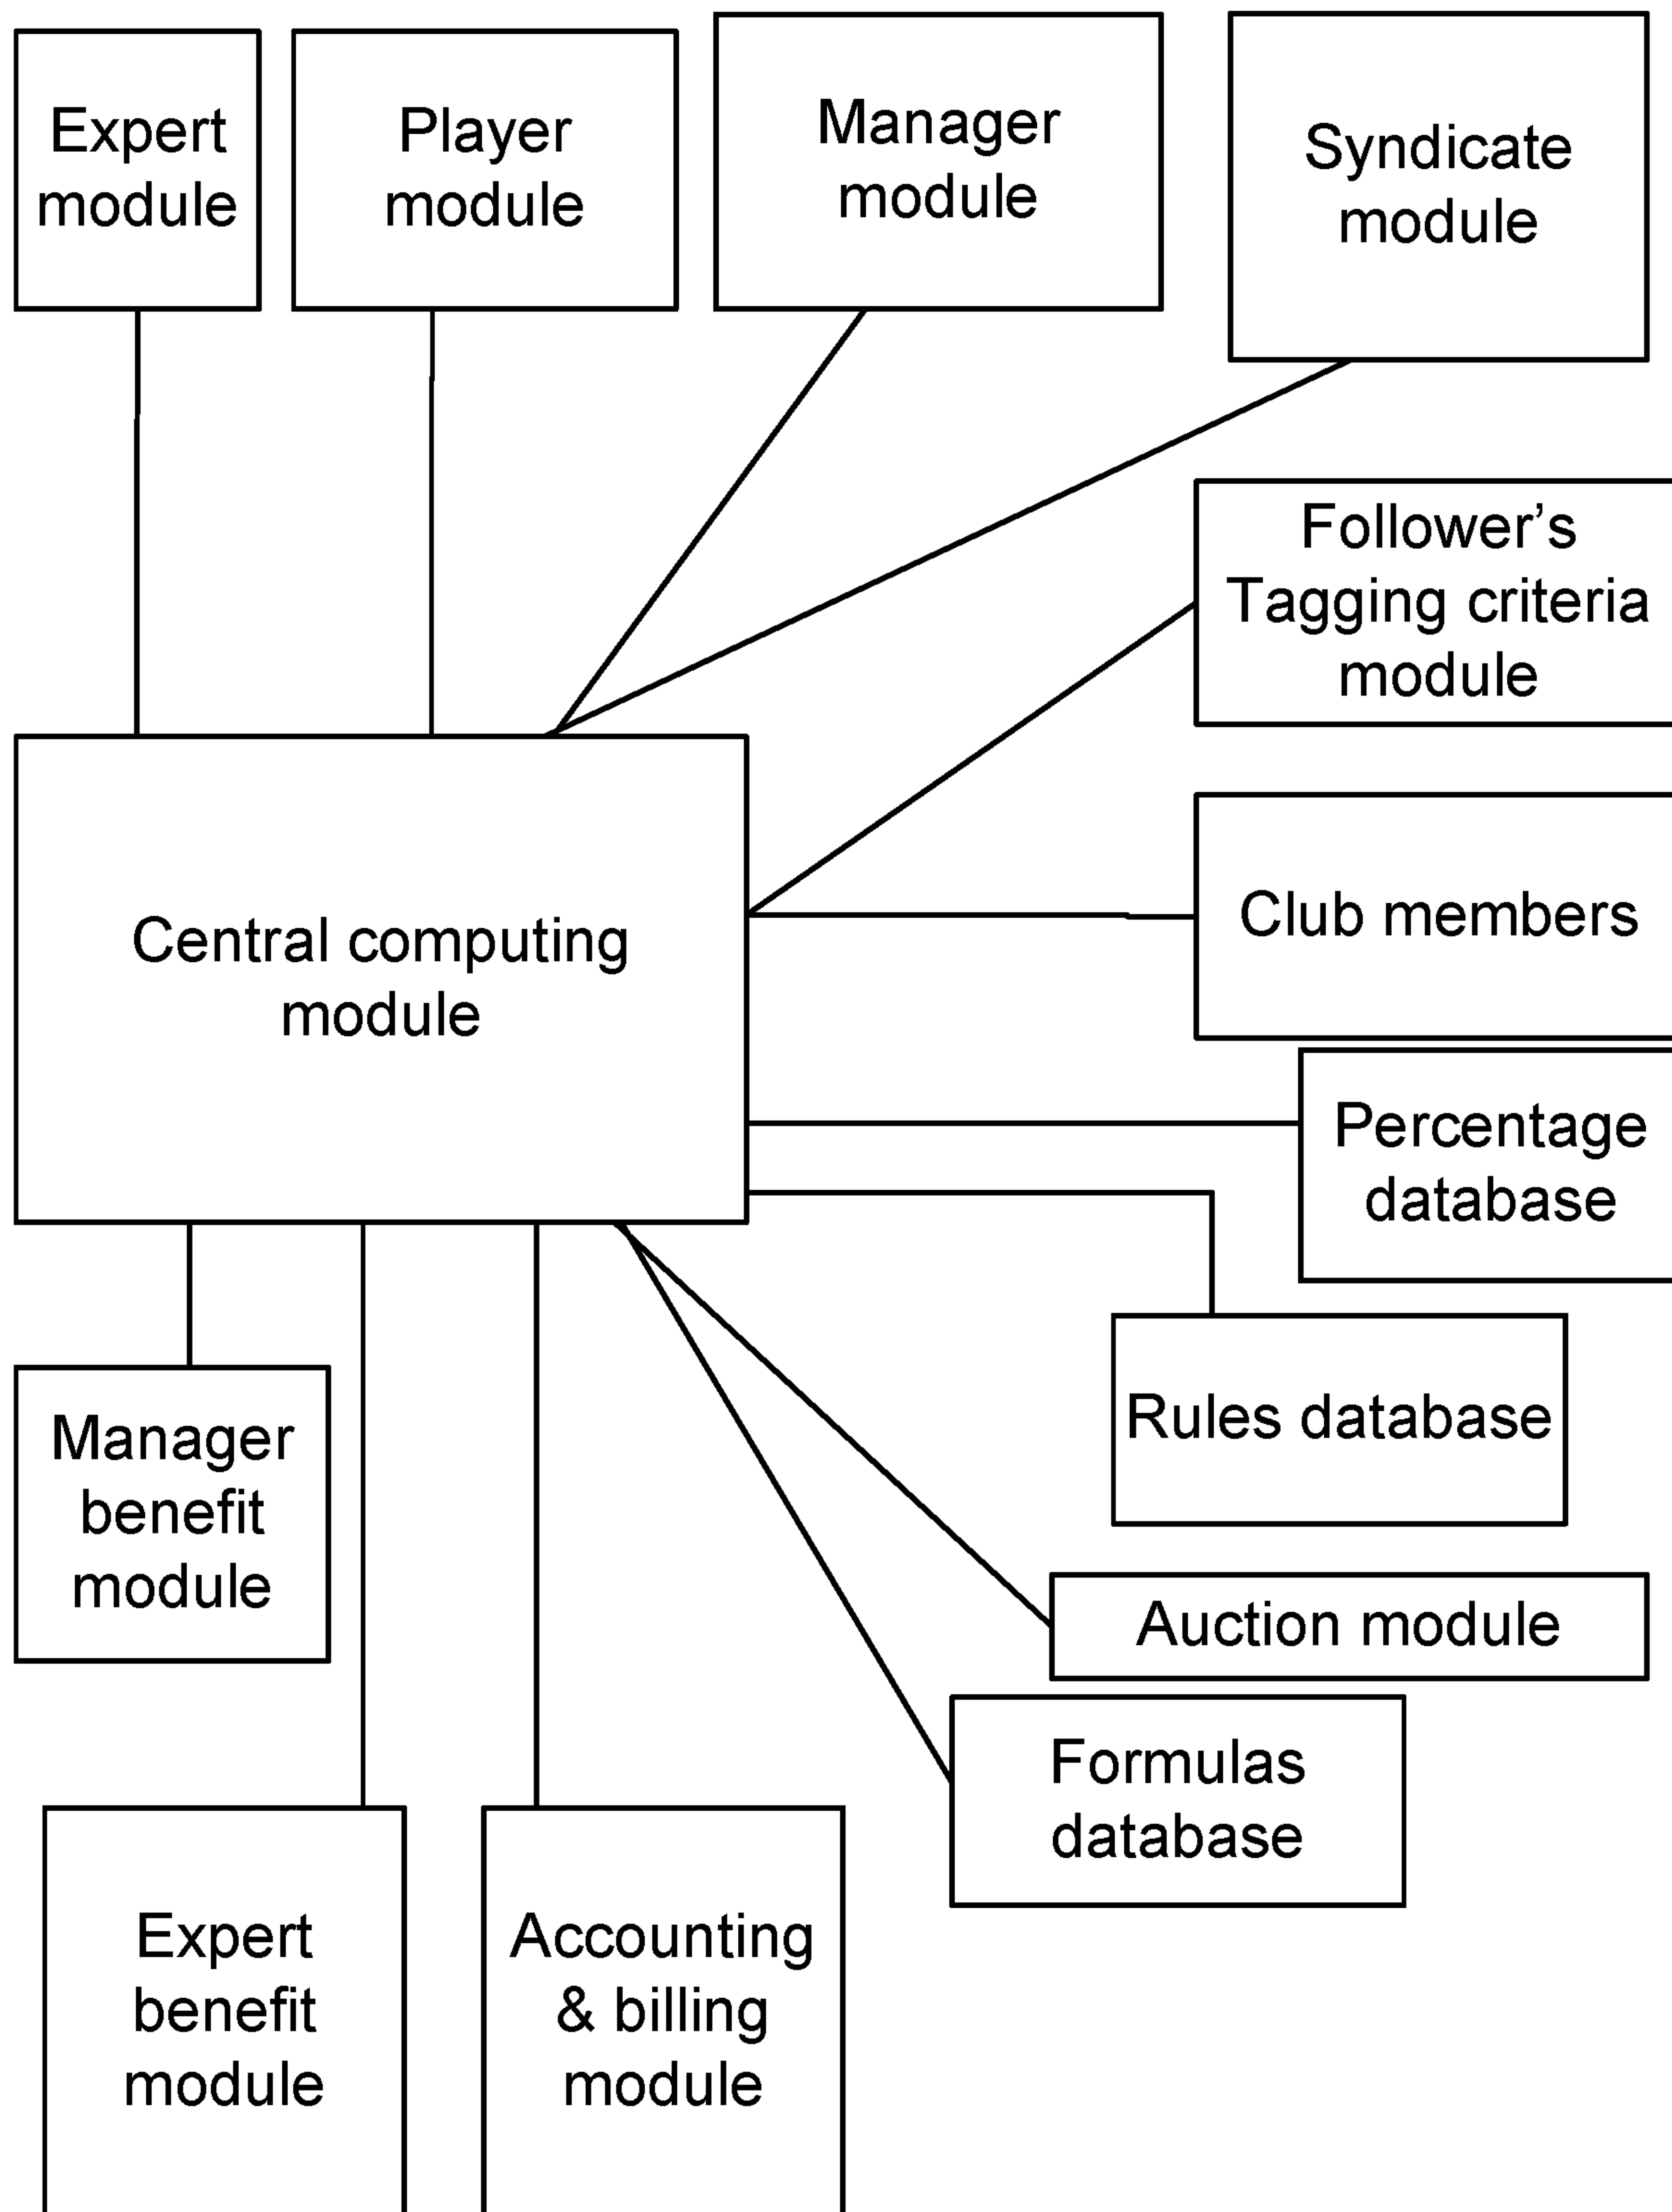 Expert
module
Player
module
Manager
module
Syndicate
module
Follower’s
Tagging criteria
module
Club members
Central computing
module
Percentage
database
Rules database
Manager
benefit
module
Auction module
Formulas
database
Expert
benefit
module
Accounting
& billing
module